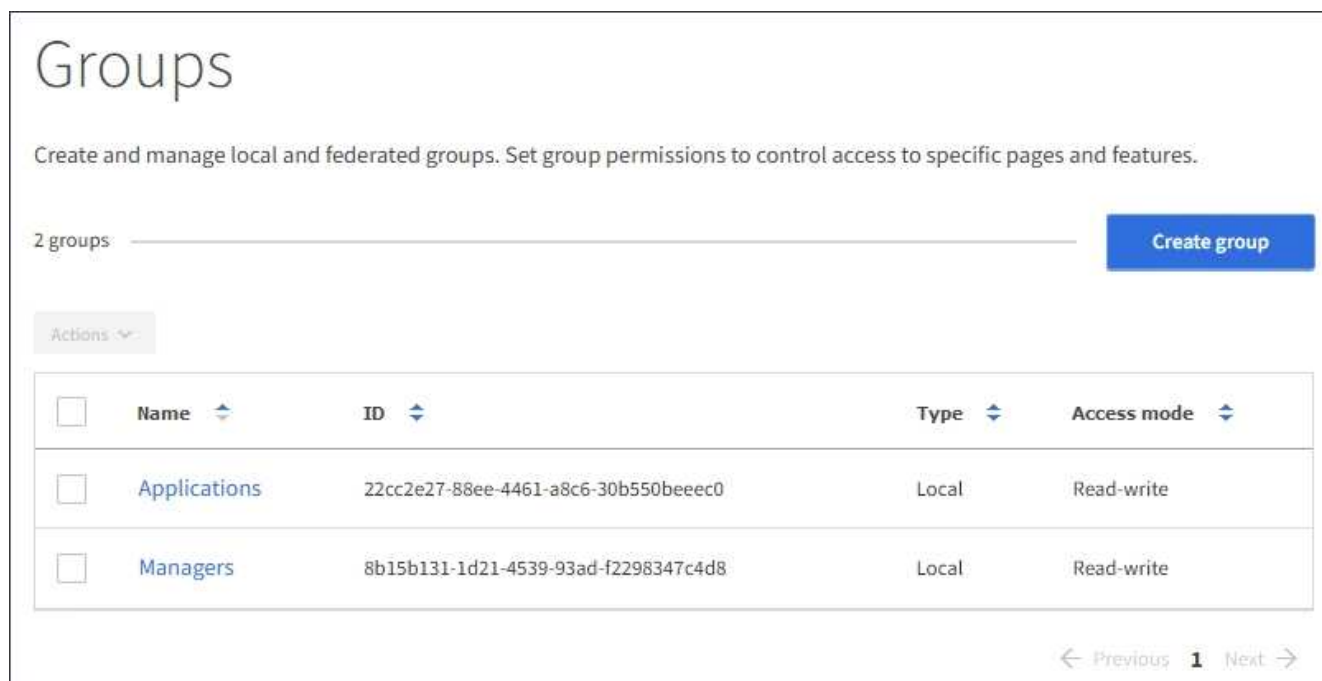 Groups
Create and manage local and federated groups. Set group permissions to control access to specific pages and features.
2 groups
Create group
Actions
Name ID Type Access mode
Applications 22cc2e27-88ee-4461-a8c6-30b550beeec0 Local Read-write
Managers 8b15b131-1d21-4539-93ad-f2298347c4d8 Local Read-write
← Previous 1 Next →